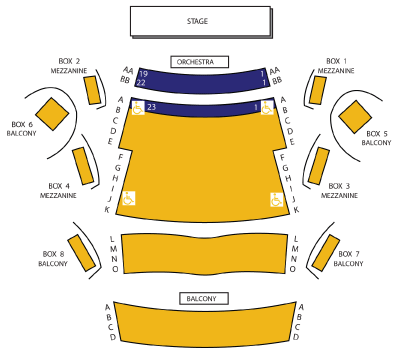 STAGE
ORCHESTRA
BOX 2
MEZZANINE
BOX 1
MEZZANINE
AA 19 1 AA
BB 22 1 BB
A 23 1 A
B B
C C
D D
E E
BOX 6
BALCONY
BOX 5
BALCONY
F F
G G
H H
I I
J J
K K
BOX 4
MEZZANINE
BOX 3
MEZZANINE
L L
M M
N N
O O
BOX 8
BALCONY
BOX 7
BALCONY
BALCONY
A A
B B
C C
D D